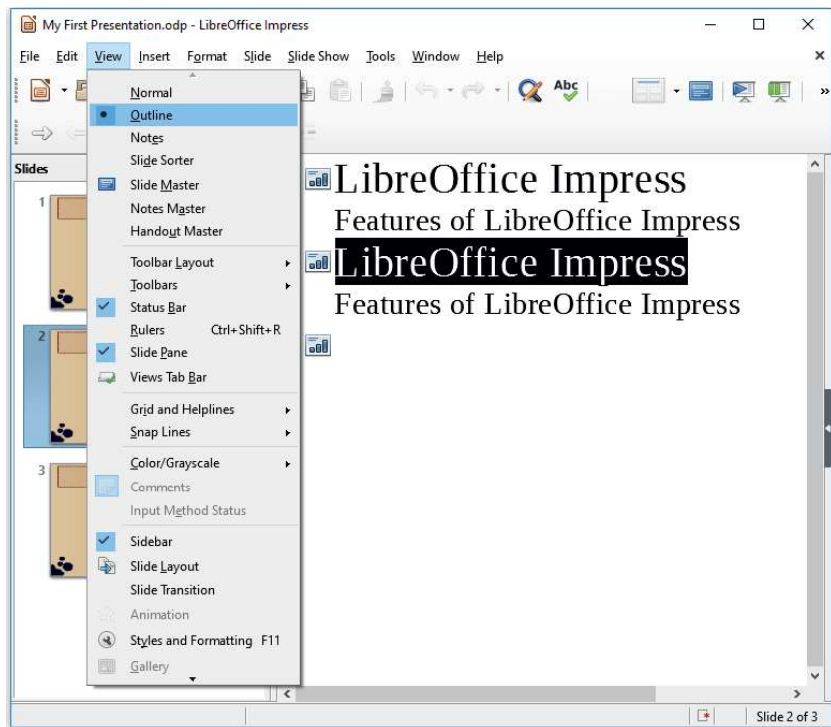 My First Presentation.odp - LibreOffice Impress
File Edit View Insert Format Slide Slide Show Tools Window Help
Abc
Normal
Outline
Notes
Slide Sorter
Slide Master
Notes Master
Handout Master
Toolbar Layout
Toolbars
Status Bar
Rulers Ctrl+Shift+R
Slide Pane
Views Tab Bar
Grid and Helplines
Snap Lines
Color/Grayscale
Comments
Input Method Status
Sidebar
Slide Layout
Slide Transition
Animation
Styles and Formatting F11
Gallery
Slides
1
2
3
LibreOffice Impress
Features of LibreOffice Impress
LibreOffice Impress
Features of LibreOffice Impress
Slide 2 of 3